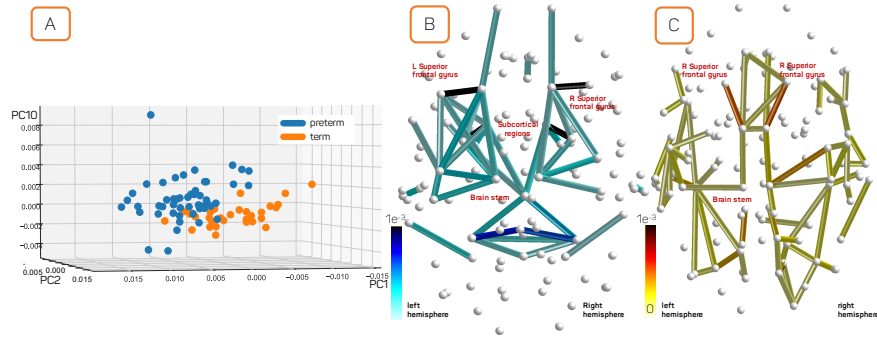 A
PC10
0.008
0.006
0.004
0.002
0.000
−0.002
−0.004
0.005
0.000
PC2
0.015
0.015
0.010
0.005
0.000
−0.005
−0.010
−0.015
PC1
preterm
term
B
L Superior
frontal gyrus
R Superior
frontal gyrus
Subcortical
regions
Brain stem
1e-3
0
left
hemisphere
Right
hemisphere
C
R Superior
frontal gyrus
R Superior
frontal gyrus
Brain stem
1e-3
0
left
hemisphere
right
hemisphere